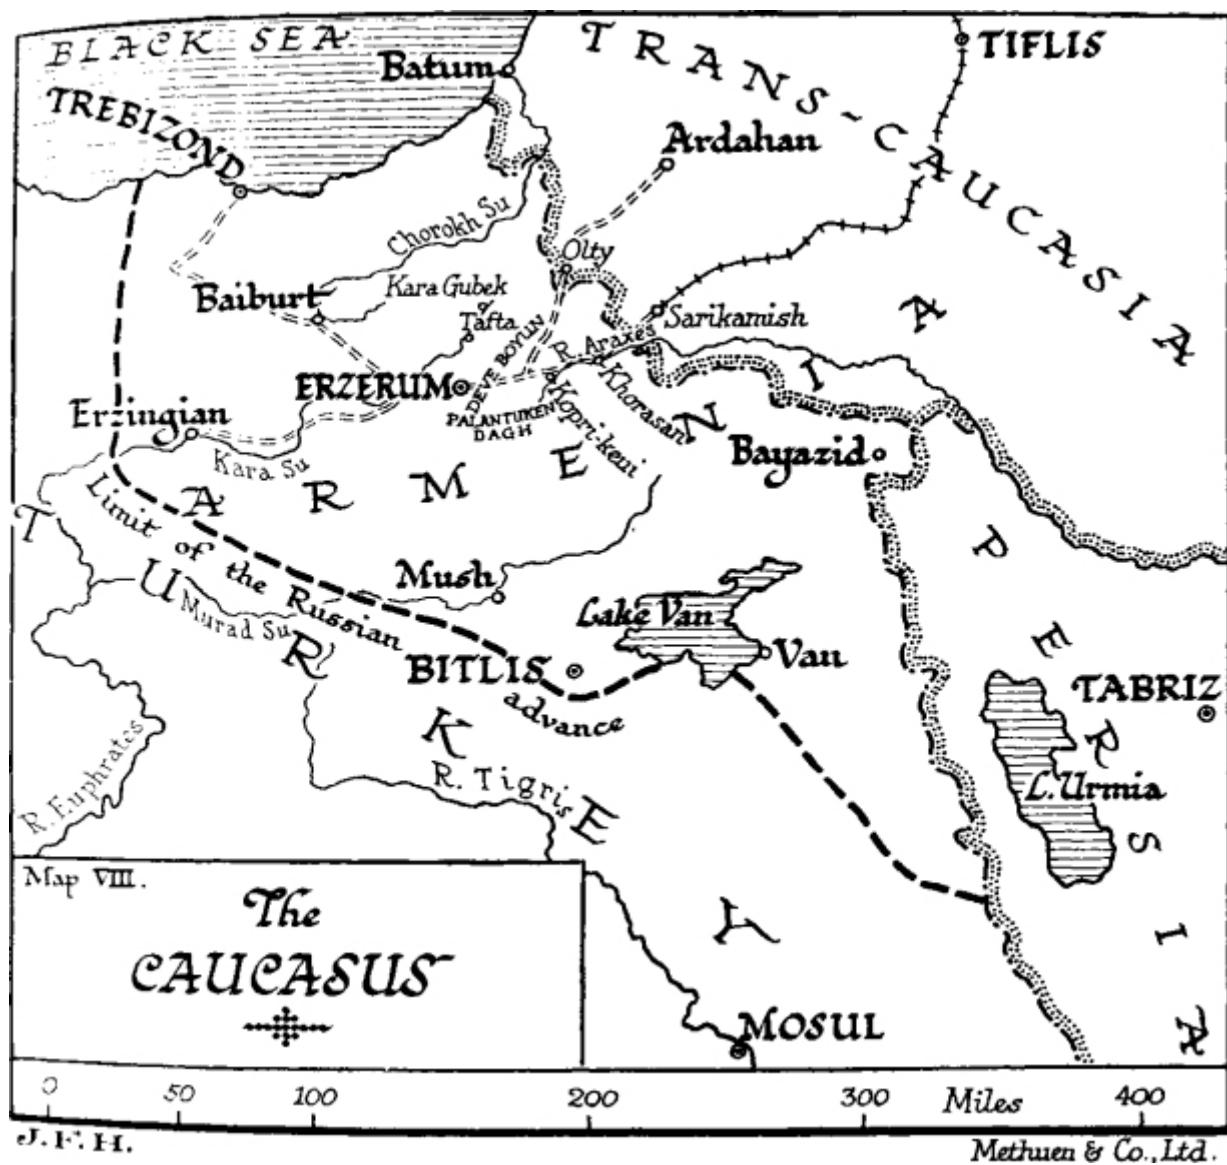 BLACK SEA
TRANS-CAUCASIA
TIFLIS
Batum
TREBIZOND
Ardahan
Chorokh Su
Olty
Baiburt
Kara Gubek
Tafta
Sarikamish
R. Araxes
DEVE BOYUN
ERZERUM
Khorasan
Kopri-keui
PALANTUKEN
DAGH
Erzingian
Kara Su
ARMENIA
Bayazid
Limit of the Russian
advance
TURKEY
PERSIA
Mush
Murad Su
Lake Van
Van
BITLIS
TABRIZ
L. Urmia
R. Euphrates
R. Tigris
MOSUL
Map VIII.
The
CAUCASUS
0 50 100 200 300 Miles 400
J.F.H.
Methuen & Co., Ltd.